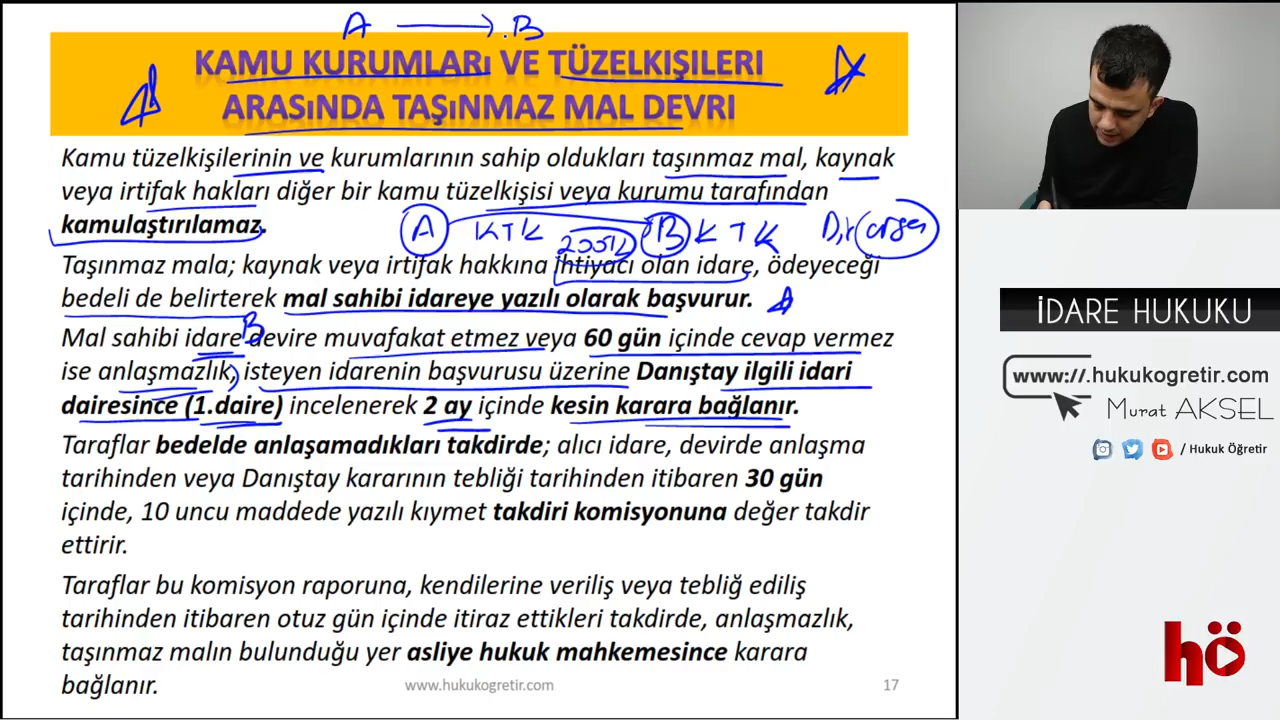 A → B
KAMU KURUMLARI VE TÜZELKIŞILERI
ARASINDA TAŞINMAZ MAL DEVRI
Kamu tüzelkişilerinin ve kurumlarının sahip oldukları taşınmaz mal, kaynak
veya irtifak hakları diğer bir kamu tüzelkişisi veya kurumu tarafından
kamulaştırılamaz.
A KTK B KTK
Taşınmaz mala; kaynak veya irtifak hakkına ihtiyacı olan idare, ödeyeceği
bedeli de belirterek mal sahibi idareye yazılı olarak başvurur.
B
Mal sahibi idare devire muvafakat etmez veya 60 gün içinde cevap vermez
ise anlaşmazlık, isteyen idarenin başvurusu üzerine Danıştay ilgili idari
dairesince (1.daire) incelenerek 2 ay içinde kesin karara bağlanır.
Taraflar bedelde anlaşamadıkları takdirde; alıcı idare, devirde anlaşma
tarihinden veya Danıştay kararının tebliği tarihinden itibaren 30 gün
içinde, 10 uncu maddede yazılı kıymet takdiri komisyonuna değer takdir
ettirir.
Taraflar bu komisyon raporuna, kendilerine veriliş veya tebliğ ediliş
tarihinden itibaren otuz gün içinde itiraz ettikleri takdirde, anlaşmazlık,
taşınmaz malın bulunduğu yer asliye hukuk mahkemesince karara
bağlanır.
www.hukukogretir.com
17
İDARE HUKUKU
www://.hukukogretir.com
Murat AKSEL
/ Hukuk Öğretir
hö